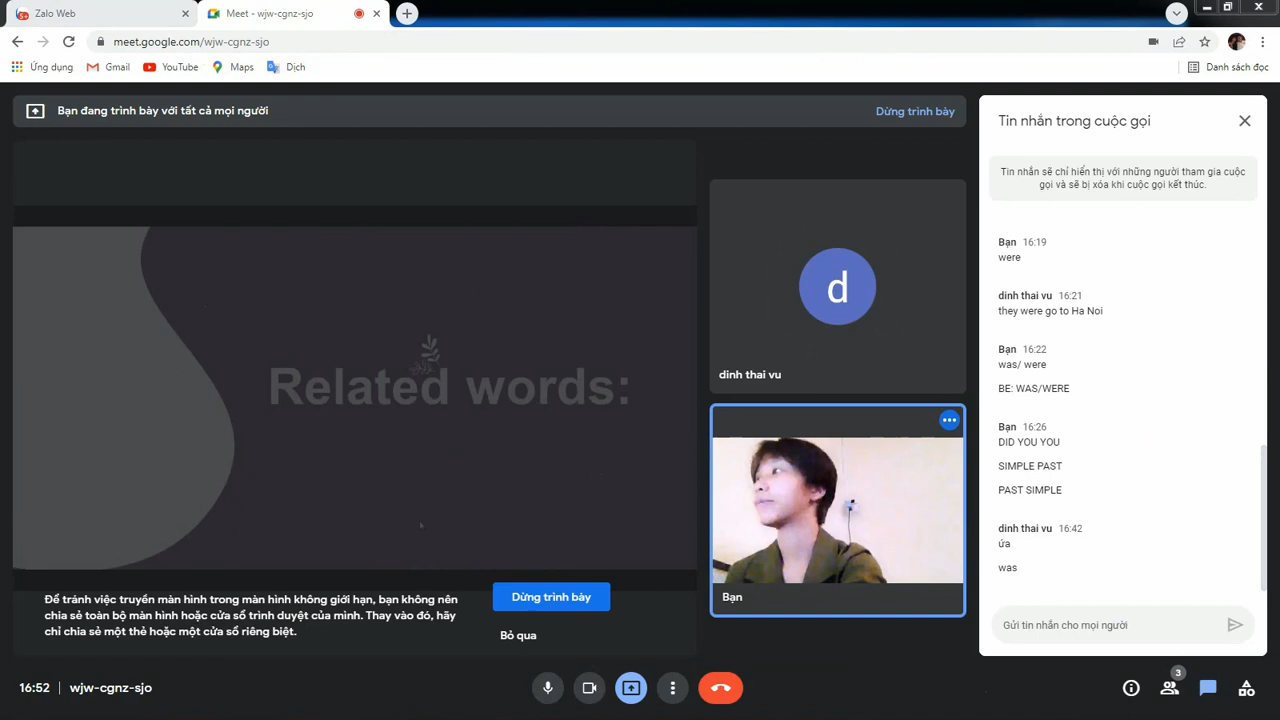 Zalo Web
Meet - wjw-cgnz-sjo
meet.google.com/wjw-cgnz-sjo
Ứng dụng
Gmail
YouTube
Maps
Dịch
Danh sách đọc
Bạn đang trình bày với tất cả mọi người
Dừng trình bày
Related words:
Để tránh việc truyền màn hình trong màn hình không giới hạn, bạn không nên
chia sẻ toàn bộ màn hình hoặc cửa sổ trình duyệt của mình. Thay vào đó, hãy
chỉ chia sẻ một thẻ hoặc một cửa sổ riêng biệt.
Dừng trình bày
Bỏ qua
d
dinh thai vu
Bạn
Tin nhắn trong cuộc gọi
Tin nhắn sẽ chỉ hiển thị với những người tham gia cuộc
gọi và sẽ bị xóa khi cuộc gọi kết thúc.
Bạn 16:19
were
dinh thai vu 16:21
they were go to Ha Noi
Bạn 16:22
was/ were
BE: WAS/WERE
Bạn 16:26
DID YOU YOU
SIMPLE PAST
PAST SIMPLE
dinh thai vu 16:42
ứa
was
Gửi tin nhắn cho mọi người
16:52 | wjw-cgnz-sjo
3